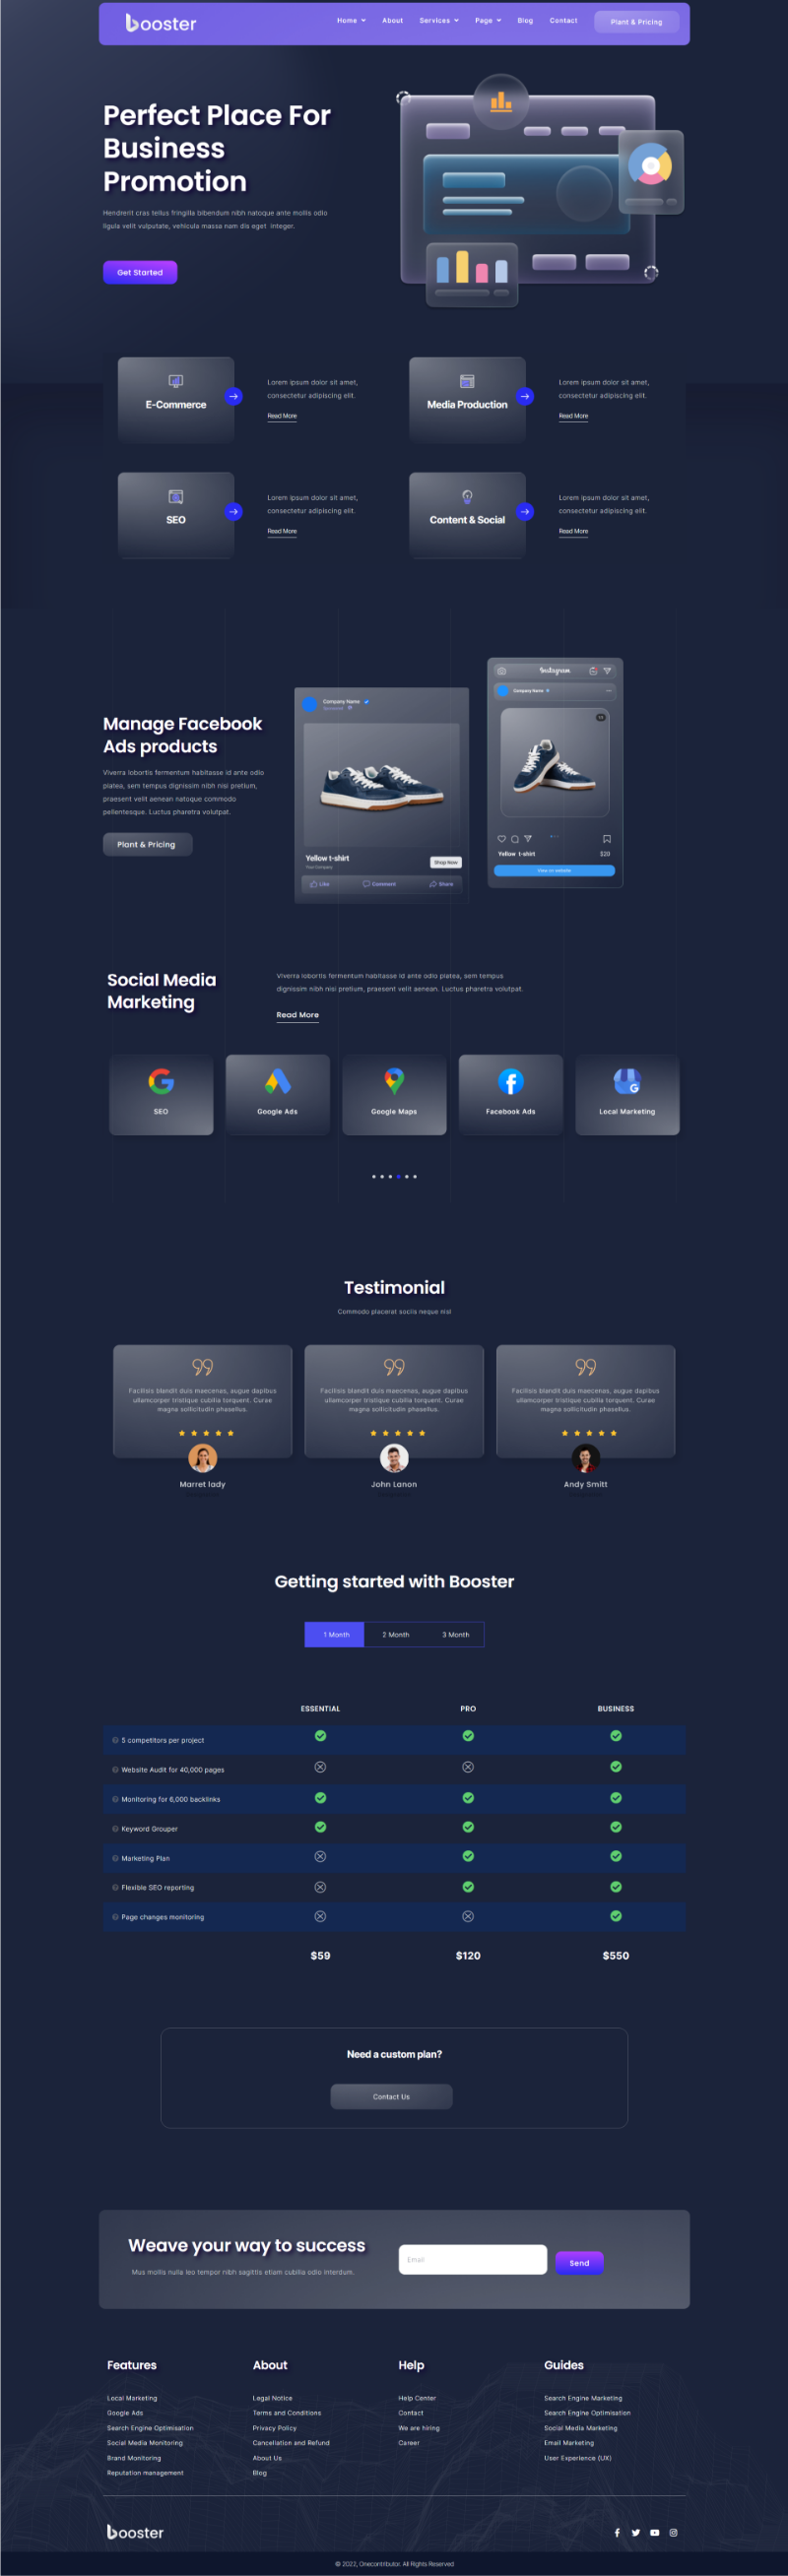 booster
Home
About
Services
Page
Blog
Contact
Plant & Pricing
Perfect Place For
Business
Promotion
Hendrerit cras tellus fringilla bibendum nibh natoque ante mollis odio
ligula velit vulputate, vehicula massa nam dis eget integer.
Get Started
E-Commerce
Lorem ipsum dolor sit amet,
consectetur adipiscing elit.
Read More
Media Production
Lorem ipsum dolor sit amet,
consectetur adipiscing elit.
Read More
SEO
Lorem ipsum dolor sit amet,
consectetur adipiscing elit.
Read More
Content & Social
Lorem ipsum dolor sit amet,
consectetur adipiscing elit.
Read More
Manage Facebook
Ads products
Viverra lobortis fermentum habitasse id ante odio
platea, sem tempus dignissim nibh nisi pretium,
praesent velit aenean natoque commodo
pellentesque. Luctus pharetra volutpat.
Plant & Pricing
Company Name
Sponsored
Yellow t-shirt
Your Company
Shop Now
Like
Comment
Share
Instagram
Company Name
Yellow t-shirt
$20
View on website
Social Media
Marketing
Viverra lobortis fermentum habitasse id ante odio platea, sem tempus
dignissim nibh nisi pretium, praesent velit aenean. Luctus pharetra volutpat.
Read More
SEO
Google Ads
Google Maps
Facebook Ads
Local Marketing
Testimonial
Commodo placerat sociis neque nisl
Facilisis blandit duis maecenas, augue dapibus
ullamcorper tristique cubilia torquent. Curae
magna sollicitudin phasellus.
Marret lady
Facilisis blandit duis maecenas, augue dapibus
ullamcorper tristique cubilia torquent. Curae
magna sollicitudin phasellus.
John Lanon
Facilisis blandit duis maecenas, augue dapibus
ullamcorper tristique cubilia torquent. Curae
magna sollicitudin phasellus.
Andy Smitt
Getting started with Booster
1 Month
2 Month
3 Month
ESSENTIAL
PRO
BUSINESS
5 competitors per project
Website Audit for 40,000 pages
Monitoring for 6,000 backlinks
Keyword Grouper
Marketing Plan
Flexible SEO reporting
Page changes monitoring
$59
$120
$550
Need a custom plan?
Contact Us
Weave your way to success
Mus mollis nulla leo tempor nibh sagittis etiam cubilia odio interdum.
Email
Send
Features
Local Marketing
Google Ads
Search Engine Optimisation
Social Media Monitoring
Brand Monitoring
Reputation management
About
Legal Notice
Terms and Conditions
Privacy Policy
Cancellation and Refund
About Us
Blog
Help
Help Center
Contact
We are hiring
Career
Guides
Search Engine Marketing
Search Engine Optimisation
Social Media Marketing
Email Marketing
User Experience (UX)
booster
© 2022, Onecontributor. All Rights Reserved